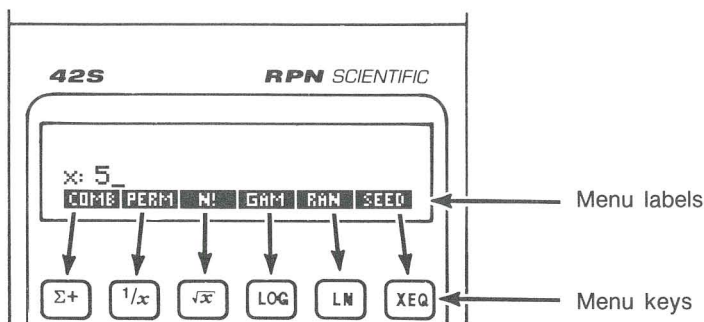 42S RPN SCIENTIFIC
x: 5_
COMB PERM N! GAM RAN SEED
Menu labels
Σ+ 1/x √x LOG LN XEQ
Menu keys